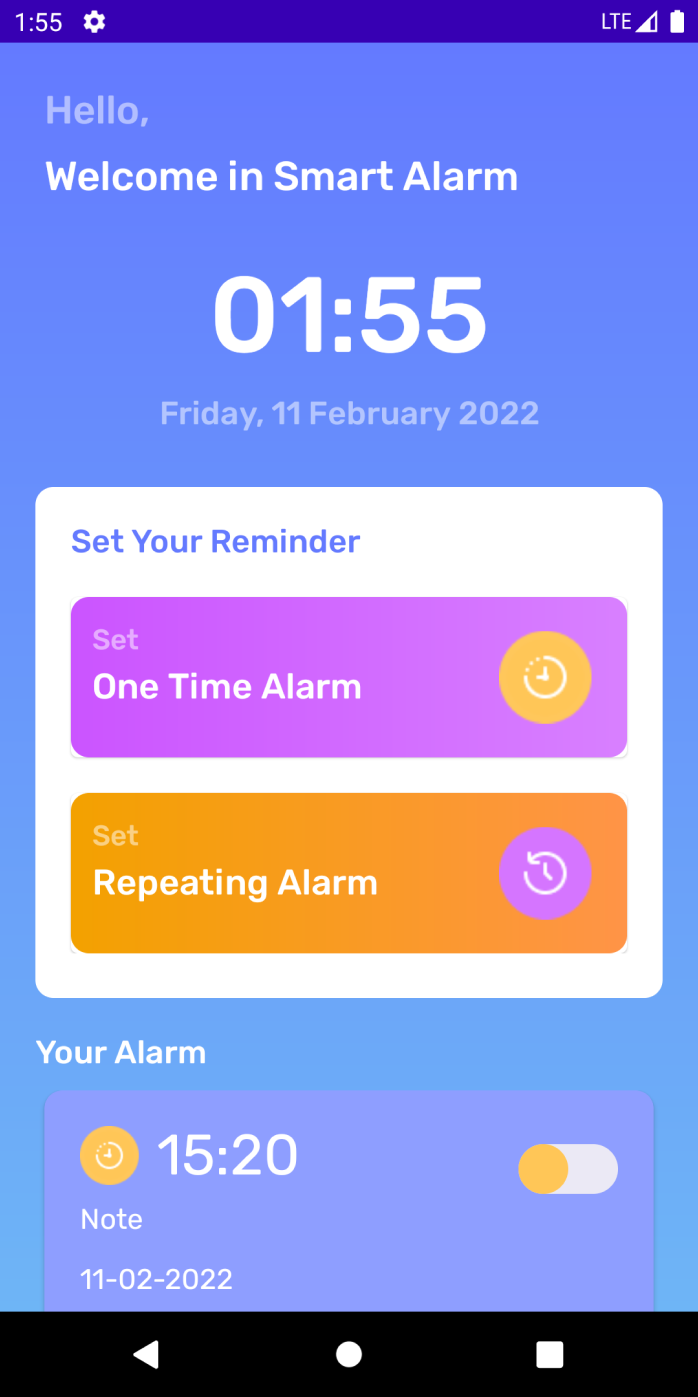 1:55
LTE
Hello,
Welcome in Smart Alarm
01:55
Friday, 11 February 2022
Set Your Reminder
Set
One Time Alarm
Set
Repeating Alarm
Your Alarm
15:20
Note
11-02-2022